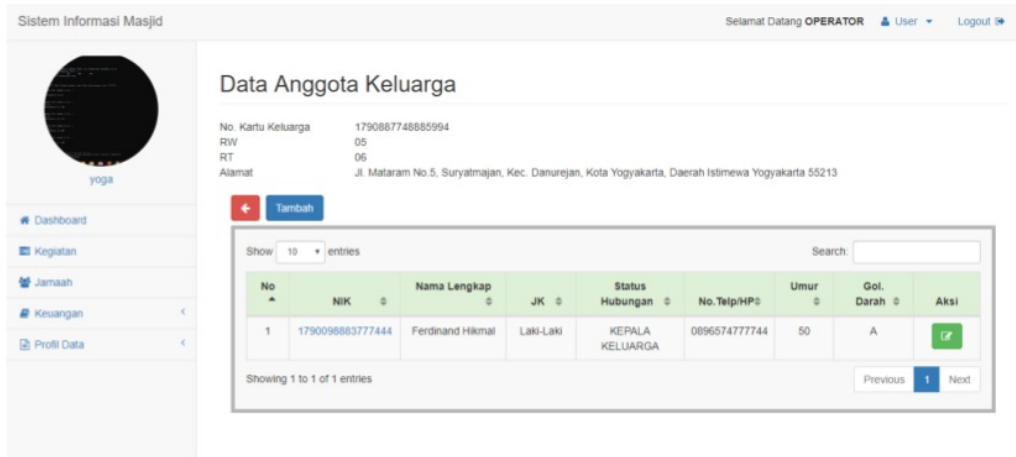 Sistem Informasi Masjid
Selamat Datang OPERATOR User Logout
yoga
Dashboard
Kegiatan
Jamaah
Keuangan
Profil Data
Data Anggota Keluarga
No. Kartu Keluarga 1790887748885994
RW 05
RT 06
Alamat Jl. Mataram No.5, Suryatmajan, Kec. Danurejan, Kota Yogyakarta, Daerah Istimewa Yogyakarta 55213
Tambah
Show 10 entries Search:
No NIK Nama Lengkap JK Status Hubungan No.Telp/HP Umur Gol. Darah Aksi
1 1790098883777444 Ferdinand Hikmal Laki-Laki KEPALA KELUARGA 0896574777744 50 A
Showing 1 to 1 of 1 entries
Previous 1 Next